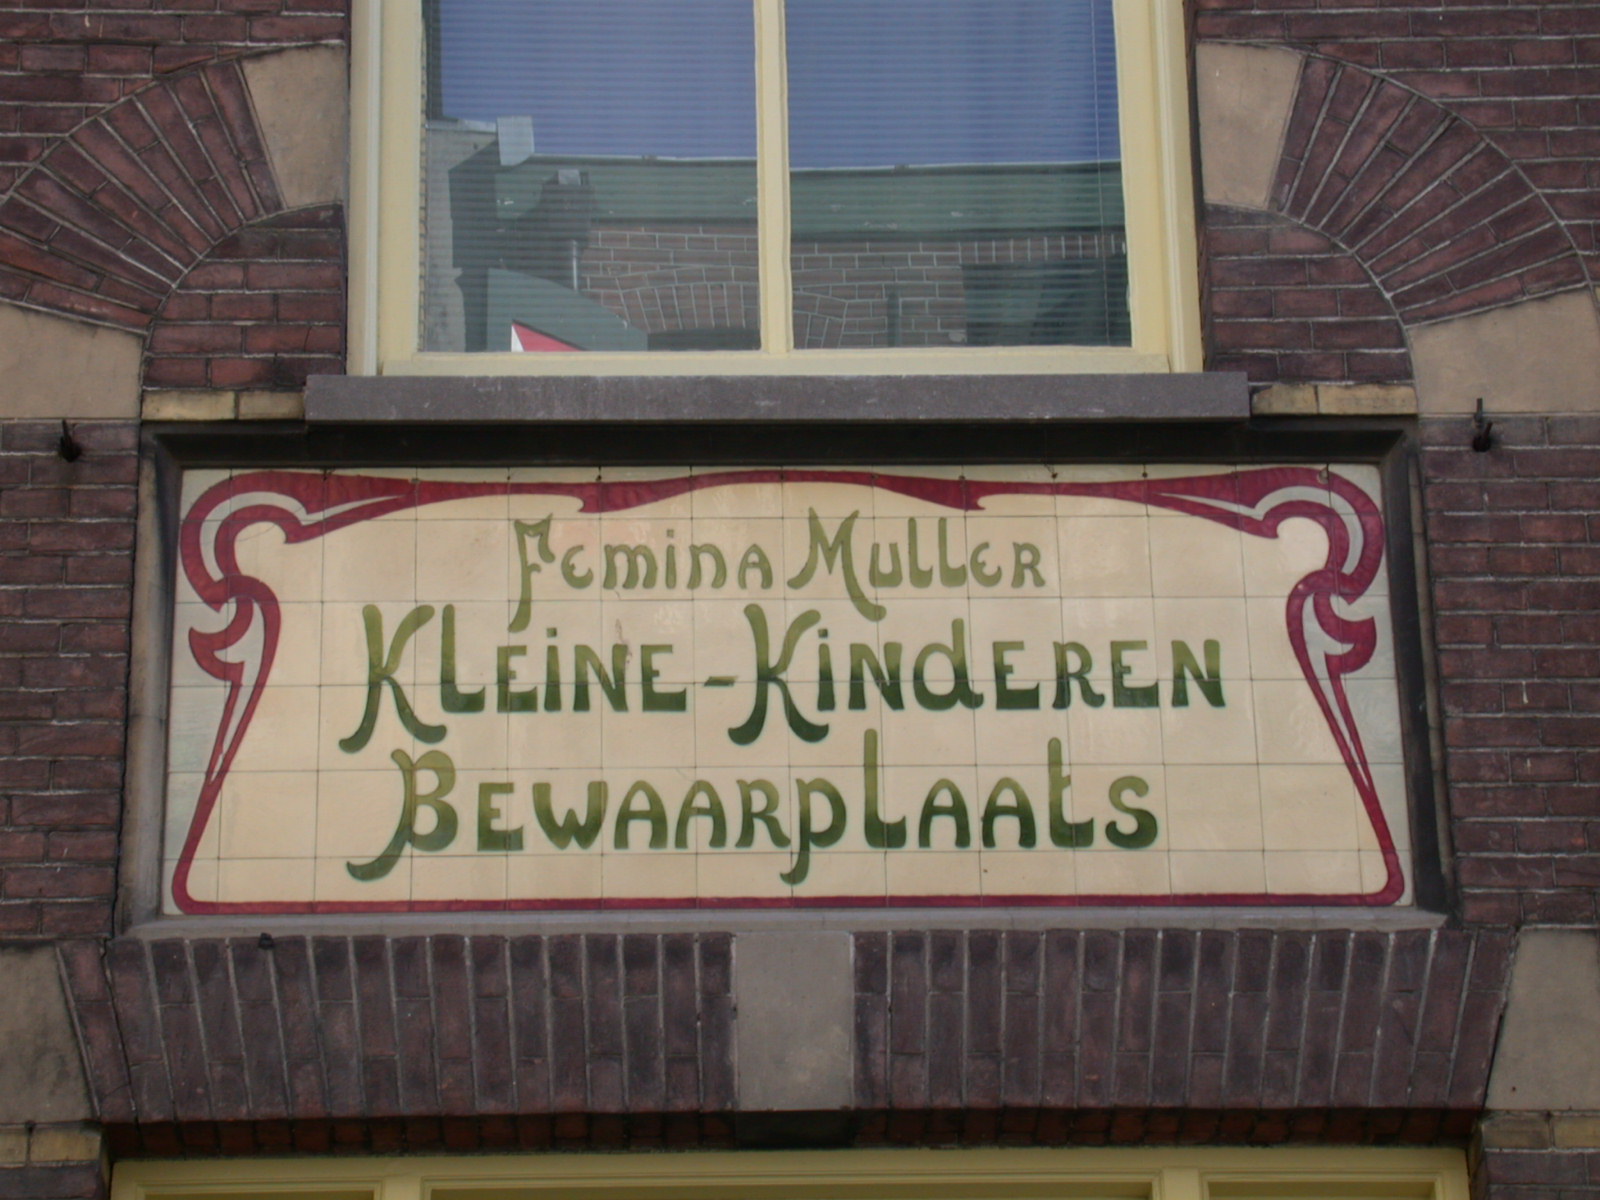 Femina Muller
Kleine-Kinderen
Bewaarplaats